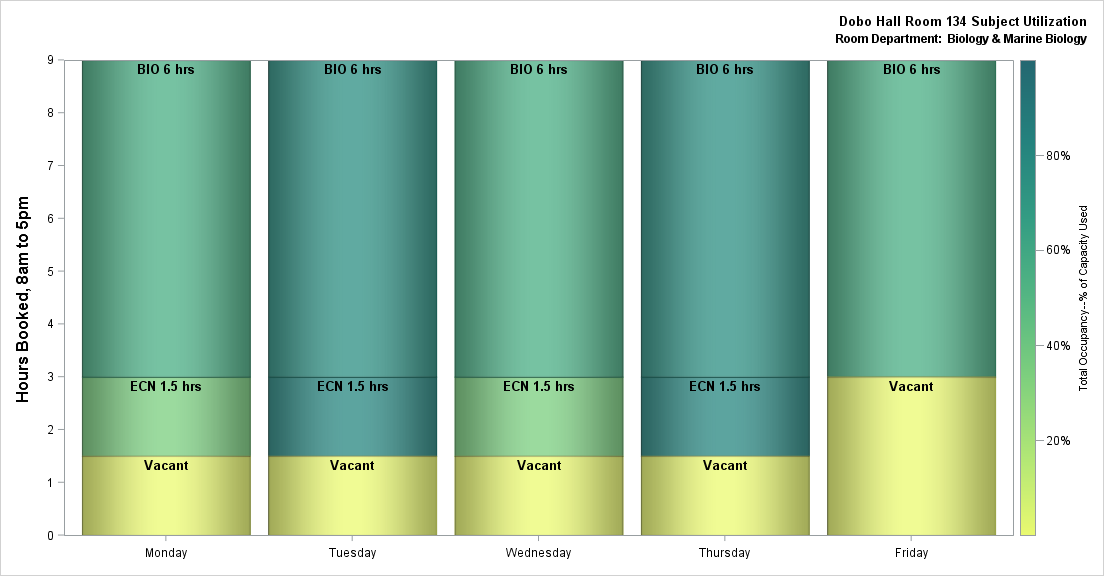 Dobo Hall Room 134 Subject Utilization
Room Department: Biology & Marine Biology
Hours Booked, 8am to 5pm
9
8
7
6
5
4
3
2
1
0
BIO 6 hrs
ECN 1.5 hrs
Vacant
BIO 6 hrs
ECN 1.5 hrs
Vacant
BIO 6 hrs
ECN 1.5 hrs
Vacant
BIO 6 hrs
ECN 1.5 hrs
Vacant
BIO 6 hrs
Vacant
Monday
Tuesday
Wednesday
Thursday
Friday
80%
60%
40%
20%
Total Occupancy--% of Capacity Used